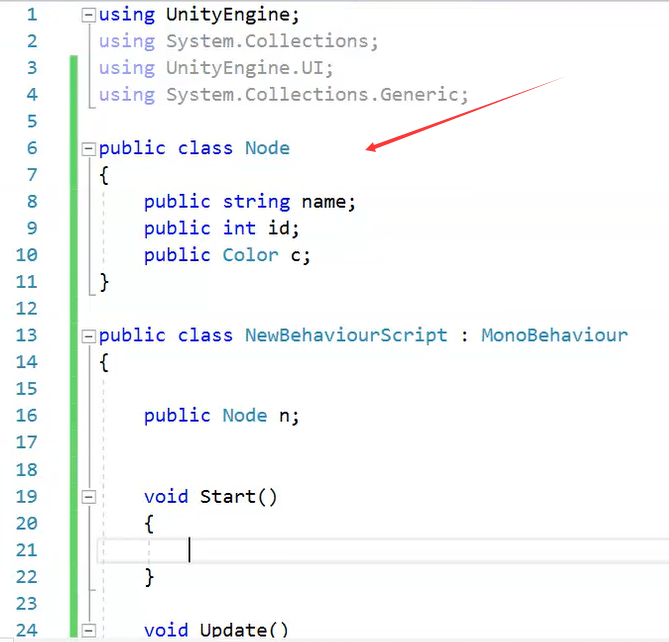 1 using UnityEngine;
2 using System.Collections;
3 using UnityEngine.UI;
4 using System.Collections.Generic;
5
6 public class Node
7 {
8 public string name;
9 public int id;
10 public Color c;
11 }
12
13 public class NewBehaviourScript : MonoBehaviour
14 {
15
16 public Node n;
17
18
19 void Start()
20 {
21
22 }
23
24 void Update()